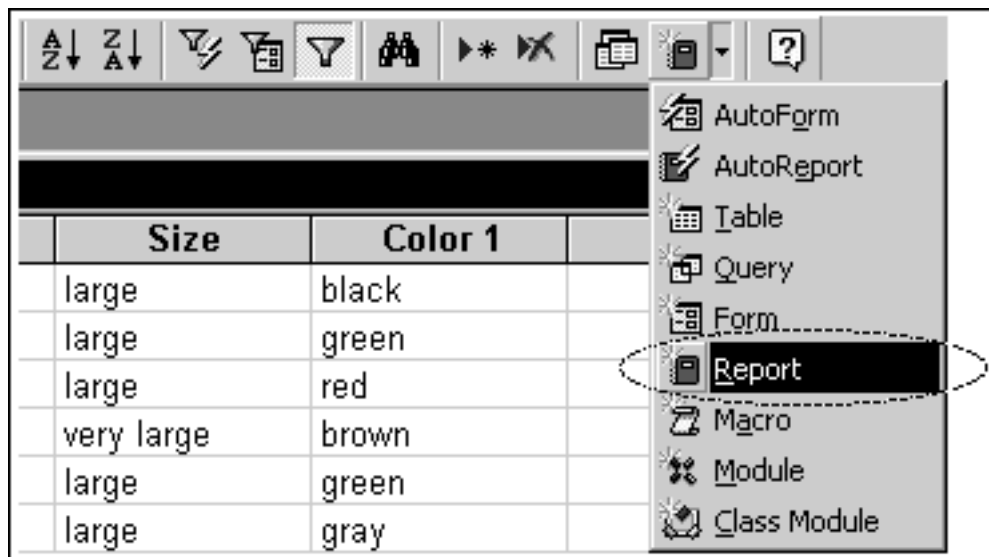 A Z
Z A
AutoForm
AutoReport
Table
Query
Form
Report
Macro
Module
Class Module
Size Color 1
large black
large green
large red
very large brown
large green
large gray